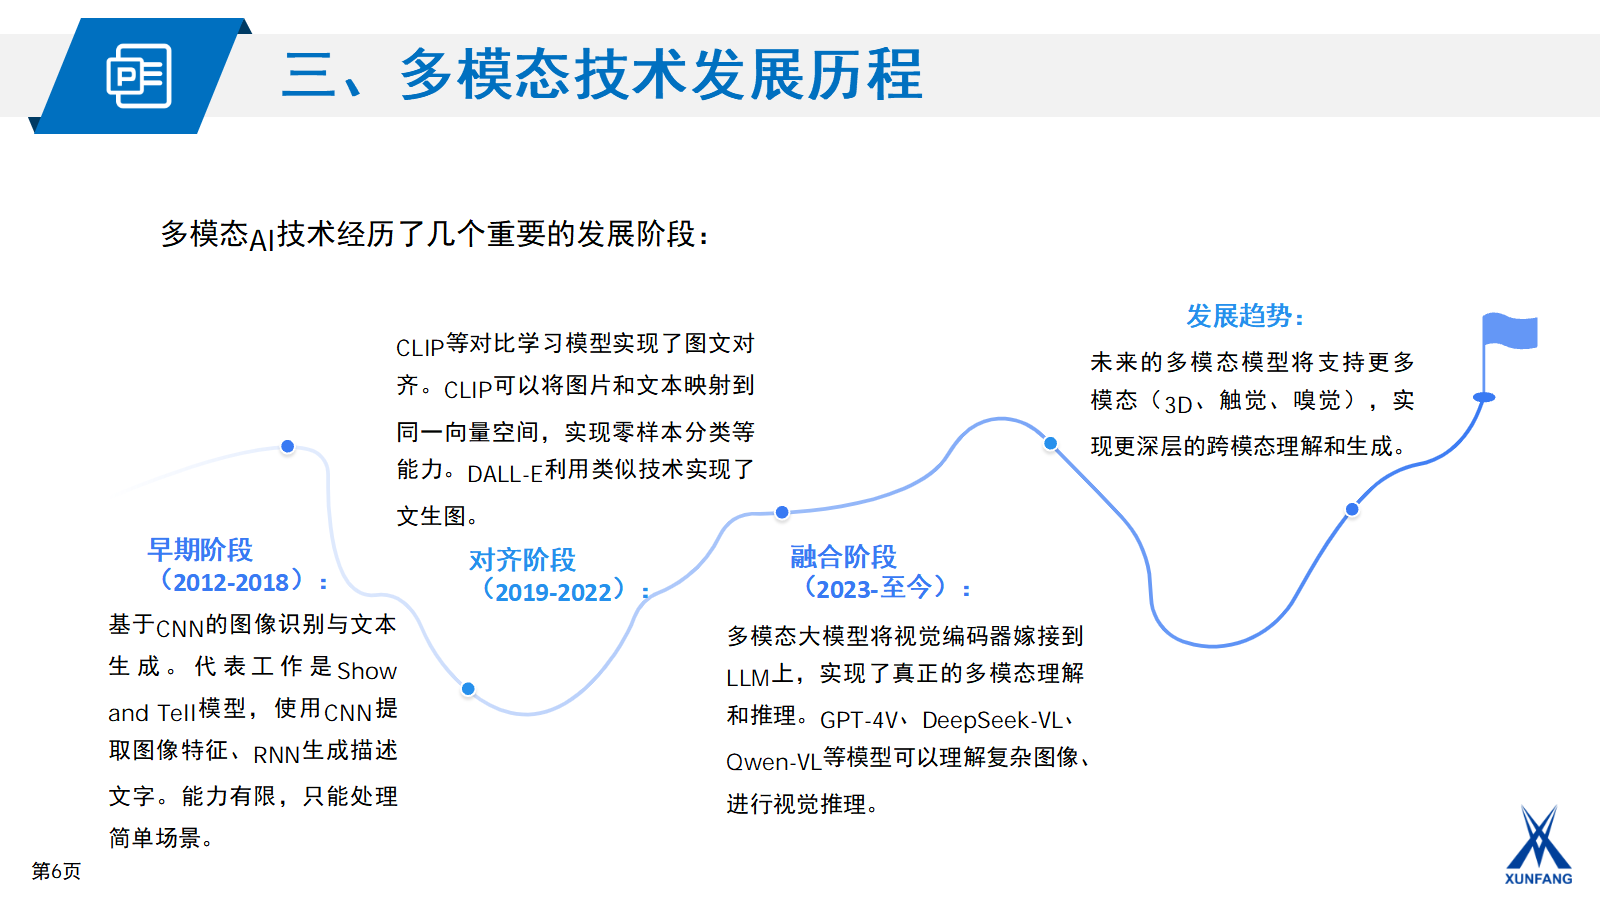 三、多模态技术发展历程
多模态AI技术经历了几个重要的发展阶段：
早期阶段
（2012-2018）：
基于CNN的图像识别与文本
生成。代表工作是Show
and Tell模型，使用CNN提
取图像特征、RNN生成描述
文字。能力有限，只能处理
简单场景。
CLIP等对比学习模型实现了图文对
齐。CLIP可以将图片和文本映射到
同一向量空间，实现零样本分类等
能力。DALL-E利用类似技术实现了
文生图。
对齐阶段
（2019-2022）：
融合阶段
（2023-至今）：
多模态大模型将视觉编码器嫁接到
LLM上，实现了真正的多模态理解
和推理。GPT-4V、DeepSeek-VL、
Qwen-VL等模型可以理解复杂图像、
进行视觉推理。
发展趋势：
未来的多模态模型将支持更多
模态（3D、触觉、嗅觉），实
现更深层的跨模态理解和生成。
第6页
XUNFANG